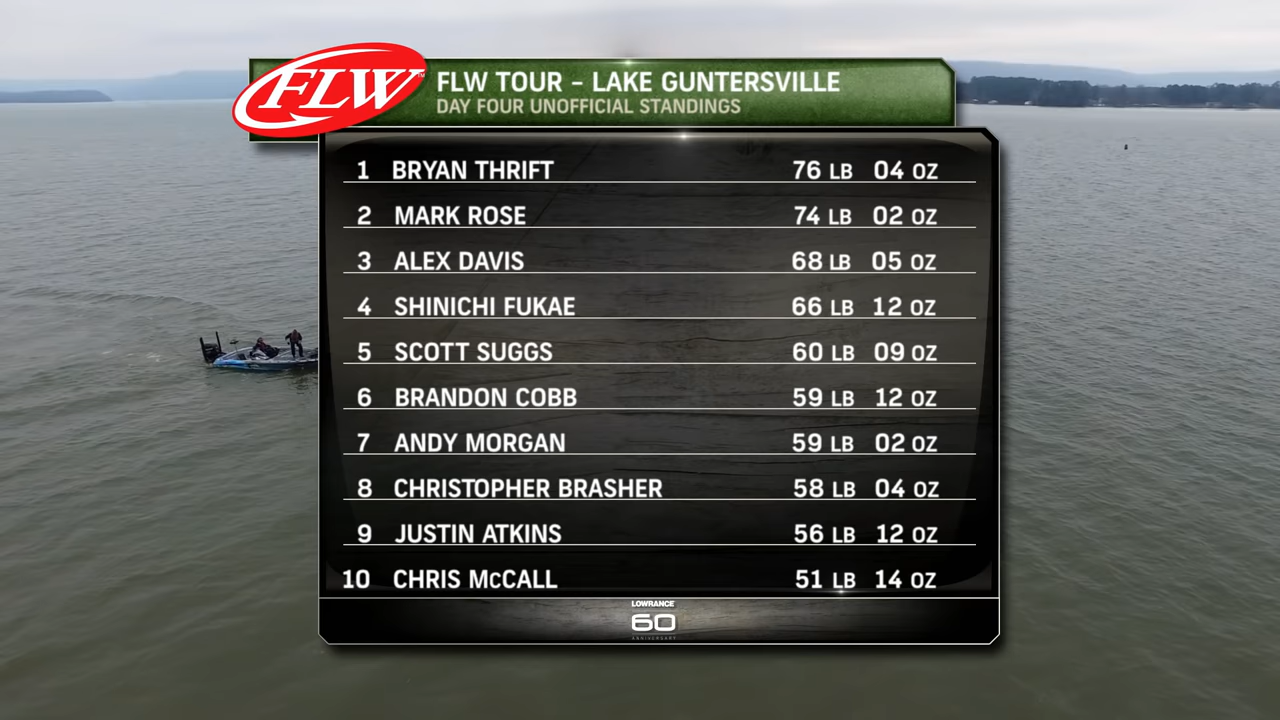 FLW
FLW TOUR – LAKE GUNTERSVILLE
DAY FOUR UNOFFICIAL STANDINGS
1 BRYAN THRIFT 76 LB 04 OZ
2 MARK ROSE 74 LB 02 OZ
3 ALEX DAVIS 68 LB 05 OZ
4 SHINICHI FUKAE 66 LB 12 OZ
5 SCOTT SUGGS 60 LB 09 OZ
6 BRANDON COBB 59 LB 12 OZ
7 ANDY MORGAN 59 LB 02 OZ
8 CHRISTOPHER BRASHER 58 LB 04 OZ
9 JUSTIN ATKINS 56 LB 12 OZ
10 CHRIS McCALL 51 LB 14 OZ
LOWRANCE
60
ANNIVERSARY